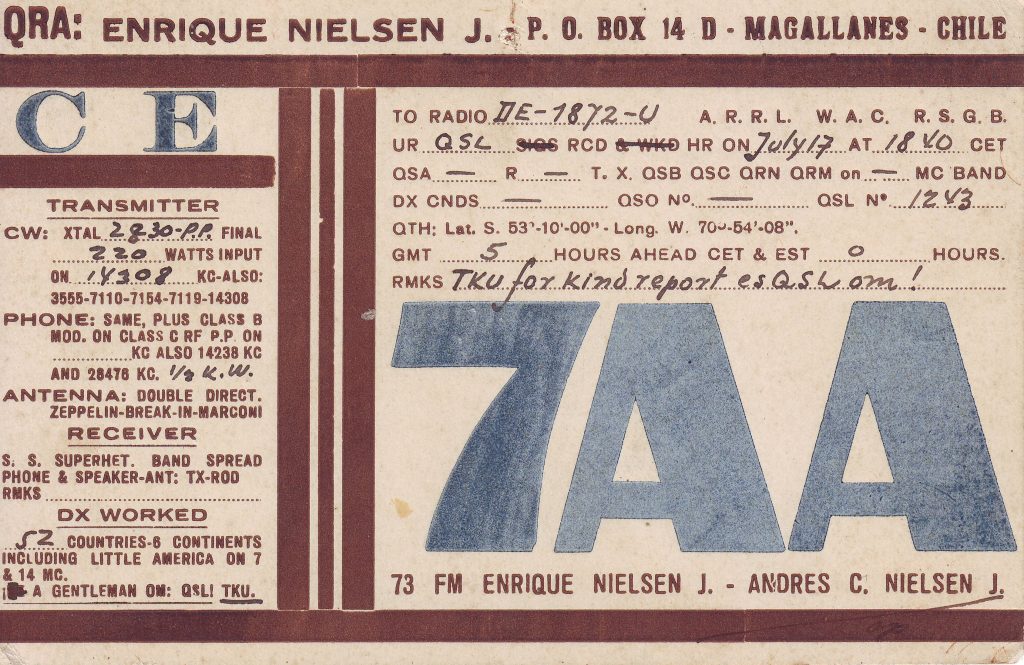 QRA: ENRIQUE NIELSEN J. - P. O. BOX 14 D - MAGALLANES - CHILE
CE
TRANSMITTER
CW: XTAL 2830-P.P. FINAL
220 WATTS INPUT
ON 14308 KC-ALSO:
3555-7110-7154-7119-14308
PHONE: SAME, PLUS CLASS B
MOD. ON CLASS C RF P.P. ON
KC ALSO 14238 KC
AND 28476 KC. 1/2 K.W.
ANTENNA: DOUBLE DIRECT.
ZEPPELIN-BREAK-IN-MARCONI
RECEIVER
S. S. SUPERHET. BAND SPREAD
PHONE & SPEAKER-ANT: TX-ROD
RMKS
DX WORKED
52 COUNTRIES-6 CONTINENTS
INCLUDING LITTLE AMERICA ON 7
& 14 MC.
A GENTLEMAN OM: QSL! TKU.
TO RADIO DE-1872-U A. R. R. L. W. A. C. R. S. G. B.
UR QSL SIGS RCD & WKD HR ON July 17 AT 1840 CET
QSA — R — T. X. QSB QSC QRN QRM on — MC BAND
DX CNDS — QSO No. — QSL No. 1243
QTH: Lat. S. 53°-10'-00" - Long. W. 70°-54'-08".
GMT 5 HOURS AHEAD CET & EST 0 HOURS.
RMKS TKU for kind report es QSL om!
7AA
73 FM ENRIQUE NIELSEN J. - ANDRES C. NIELSEN J.